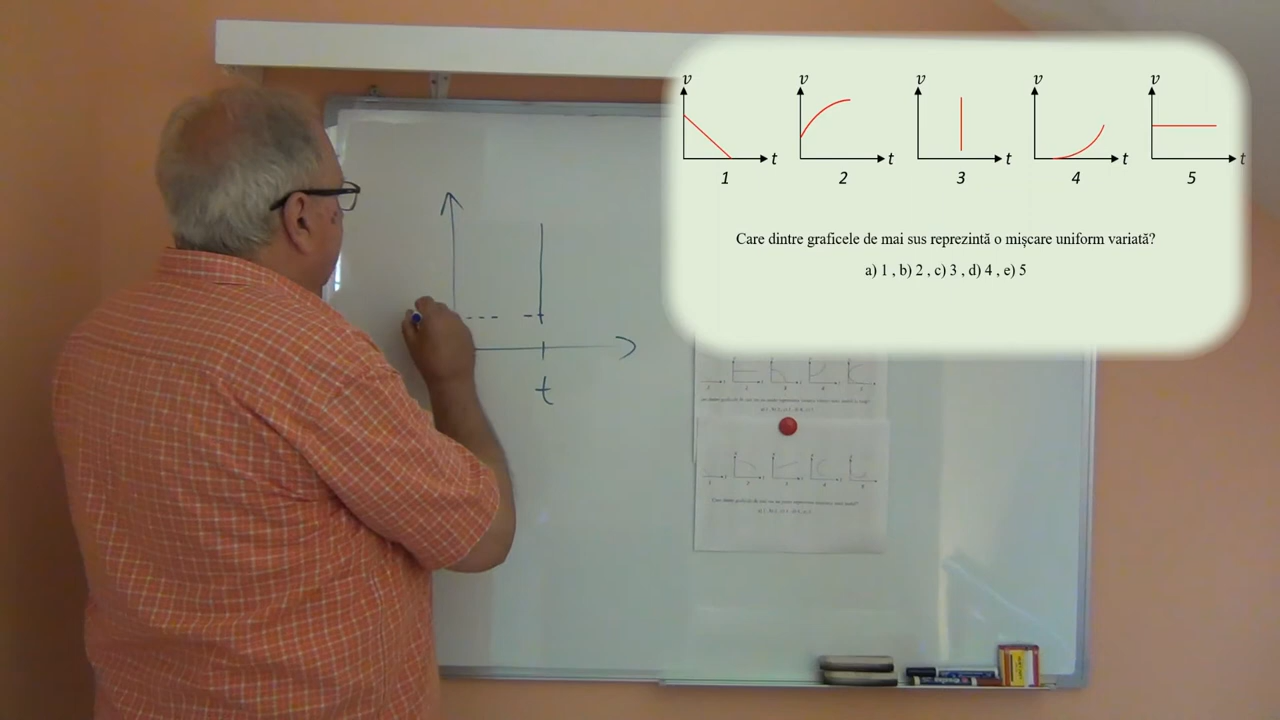 v v v v v
t t t t t
1 2 3 4 5
Care dintre graficele de mai sus reprezintă o mișcare uniform variată?
a) 1 , b) 2 , c) 3 , d) 4 , e) 5
t